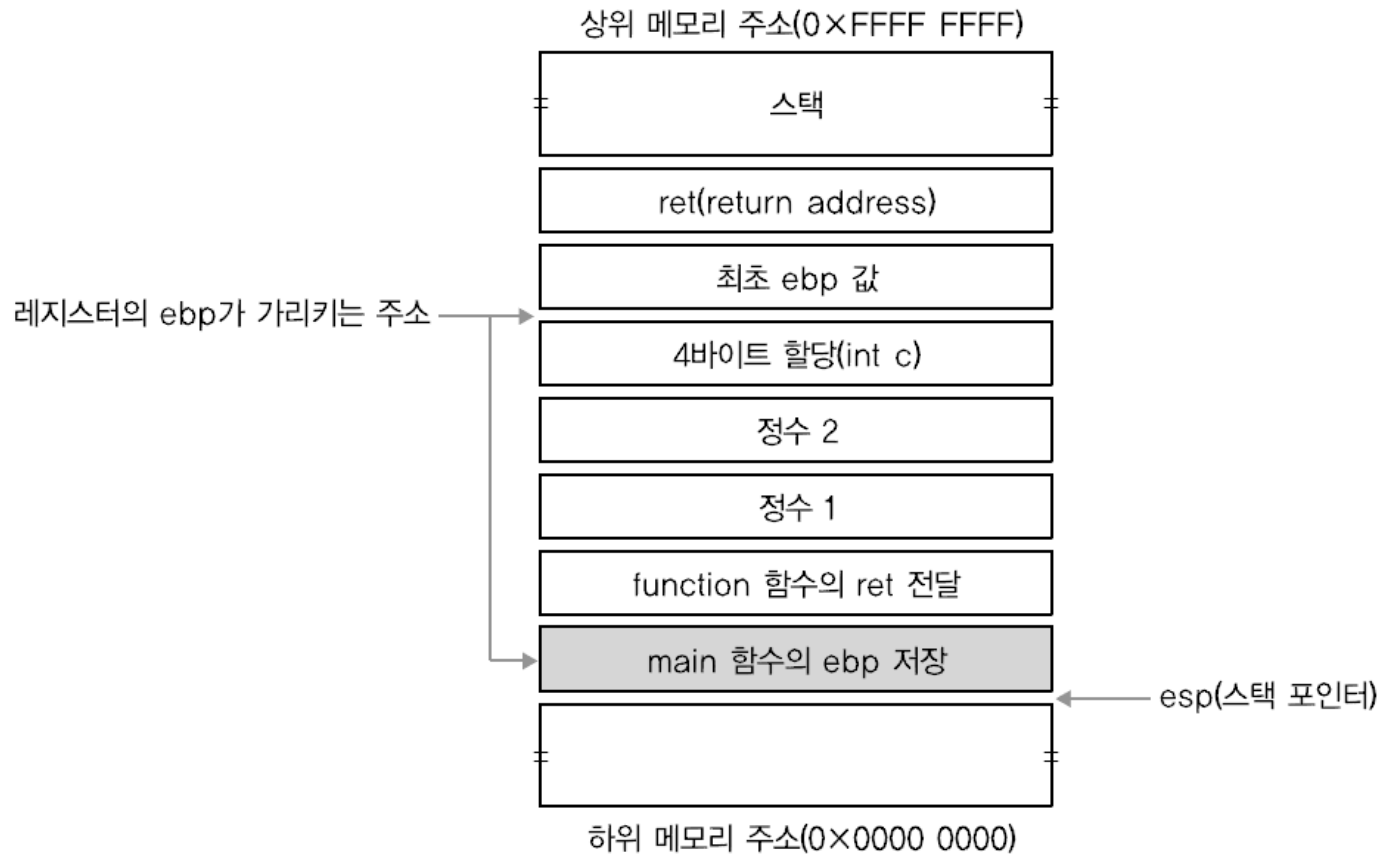 상위 메모리 주소(0×FFFF FFFF)
스택
ret(return address)
최초 ebp 값
레지스터의 ebp가 가리키는 주소
4바이트 할당(int c)
정수 2
정수 1
function 함수의 ret 전달
main 함수의 ebp 저장
esp(스택 포인터)
하위 메모리 주소(0×0000 0000)